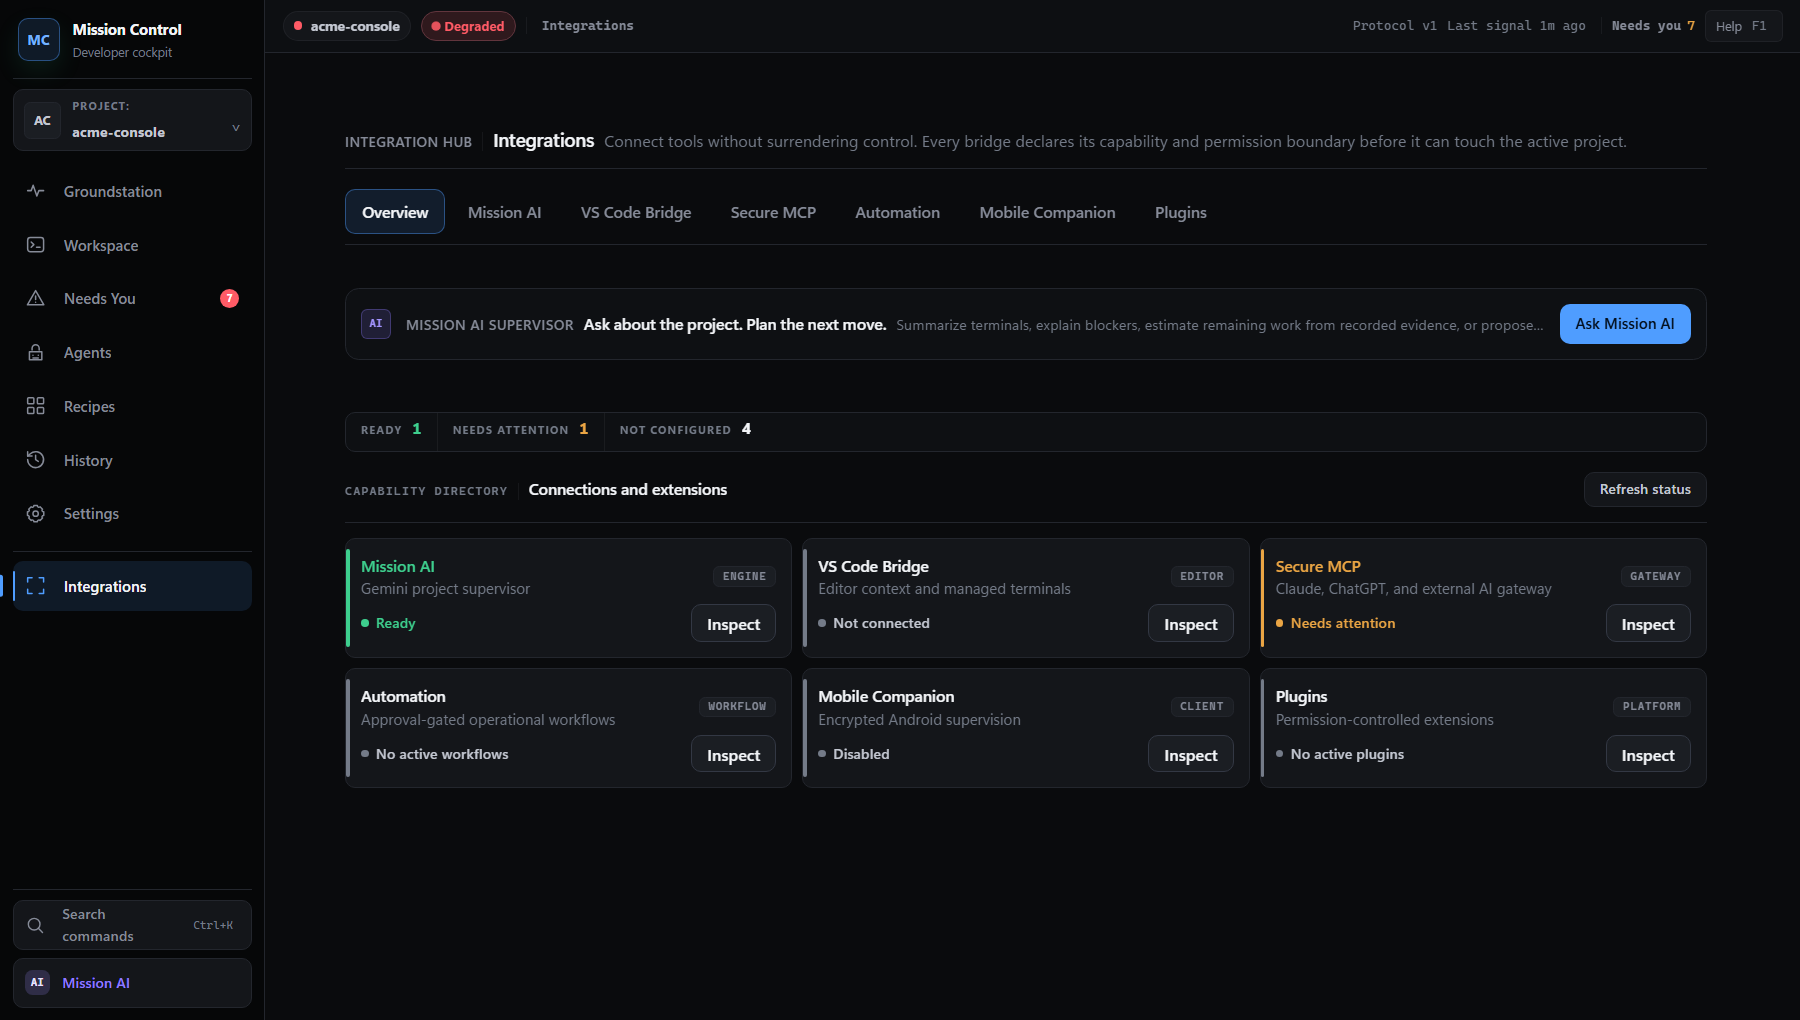 MC
Mission Control
Developer cockpit
AC
PROJECT:
acme-console
Groundstation
Workspace
Needs You 7
Agents
Recipes
History
Settings
Integrations
Search commands Ctrl+K
AI Mission AI
acme-console Degraded Integrations Protocol v1 Last signal 1m ago Needs you 7 Help F1
INTEGRATION HUB Integrations Connect tools without surrendering control. Every bridge declares its capability and permission boundary before it can touch the active project.
Overview Mission AI VS Code Bridge Secure MCP Automation Mobile Companion Plugins
AI MISSION AI SUPERVISOR Ask about the project. Plan the next move. Summarize terminals, explain blockers, estimate remaining work from recorded evidence, or propose... Ask Mission AI
READY 1 NEEDS ATTENTION 1 NOT CONFIGURED 4
CAPABILITY DIRECTORY Connections and extensions Refresh status
Mission AI
Gemini project supervisor
ENGINE
Ready Inspect
VS Code Bridge
Editor context and managed terminals
EDITOR
Not connected Inspect
Secure MCP
Claude, ChatGPT, and external AI gateway
GATEWAY
Needs attention Inspect
Automation
Approval-gated operational workflows
WORKFLOW
No active workflows Inspect
Mobile Companion
Encrypted Android supervision
CLIENT
Disabled Inspect
Plugins
Permission-controlled extensions
PLATFORM
No active plugins Inspect